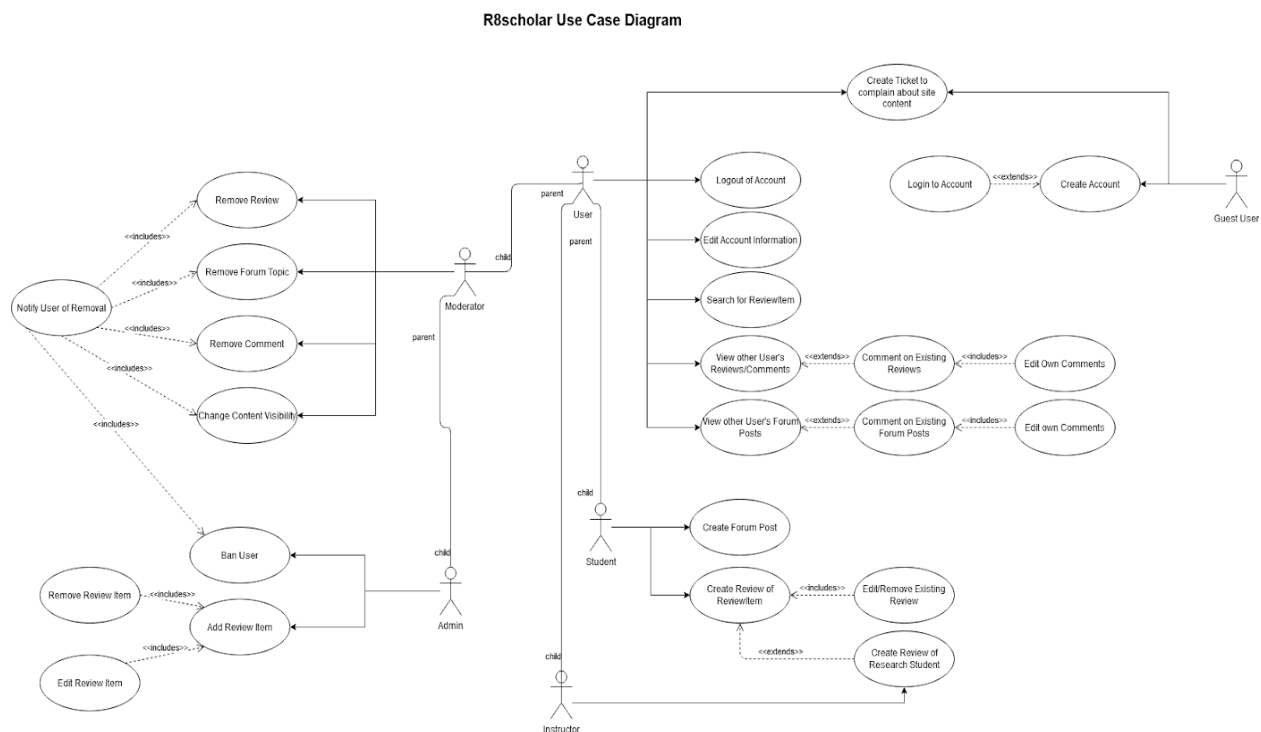 R8scholar Use Case Diagram
Create Ticket to
complain about site
content
parent
User
parent
Logout of Account
Login to Account
<<extends>>
Create Account
Guest User
Remove Review
<<includes>>
Edit Account Information
child
Moderator
parent
Remove Forum Topic
<<includes>>
Notify User of Removal
Search for ReviewItem
Remove Comment
<<includes>>
View other User's
Reviews/Comments
<<extends>>
Comment on Existing
Reviews
<<includes>>
Edit Own Comments
<<includes>>
Change Content Visibility
<<includes>>
View other User's Forum
Posts
<<extends>>
Comment on Existing
Forum Posts
<<includes>>
Edit own Comments
child
Student
Create Forum Post
Ban User
child
Admin
Remove Review Item
<<includes>>
Add Review Item
<<includes>>
Edit Review Item
Create Review of
ReviewItem
<<includes>>
Edit/Remove Existing
Review
<<extends>>
Create Review of
Research Student
child
Instructor